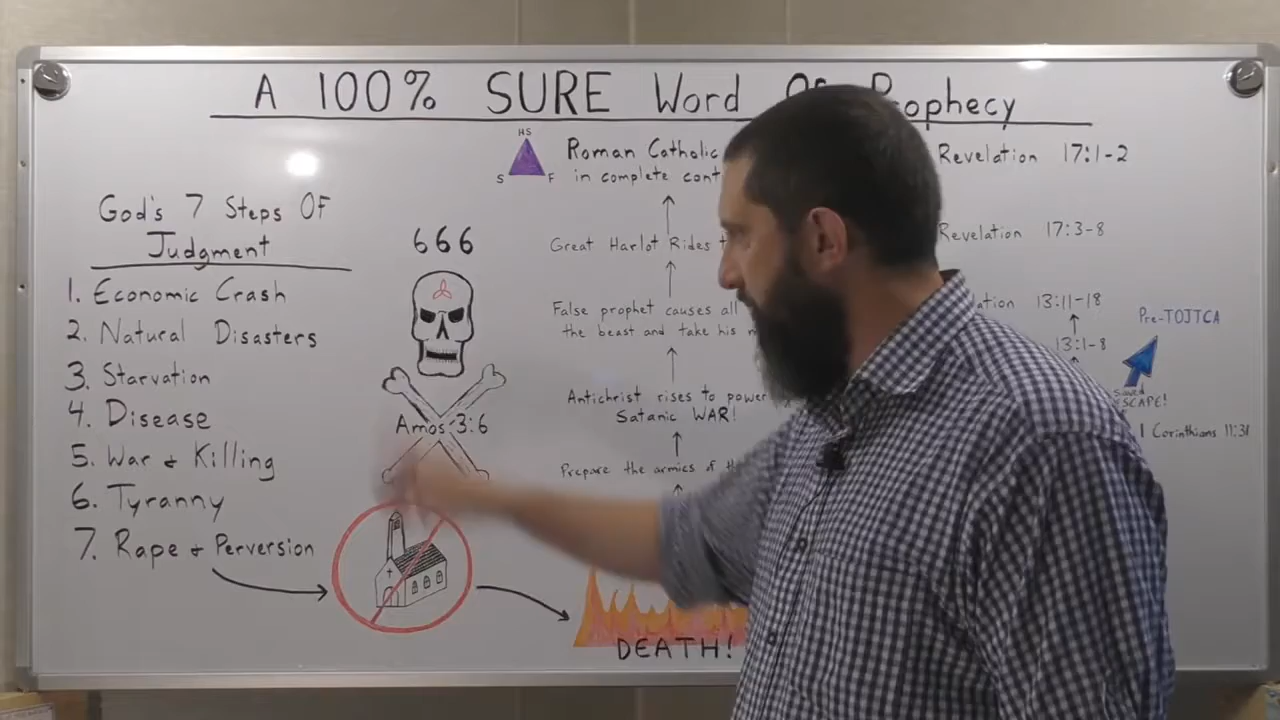 A 100% SURE Word Prophecy
God's 7 Steps OF
Judgment
1. Economic Crash
2. Natural Disasters
3. Starvation
4. Disease
5. War & Killing
6. Tyranny
7. Rape & Perversion
666
Amos 3:6
HS
S F
Roman Catholic
in complete
Great Harlot Rides
False prophet causes all
the beast and take his
Antichrist rises to power
Satanic WAR!
Prepare the armies of
DEATH!
Revelation 17:1-2
Revelation 17:3-8
13:11-18
13:1-8
Pre-TOJTCA
saved
ESCAPE!
1 Corinthians 11:31